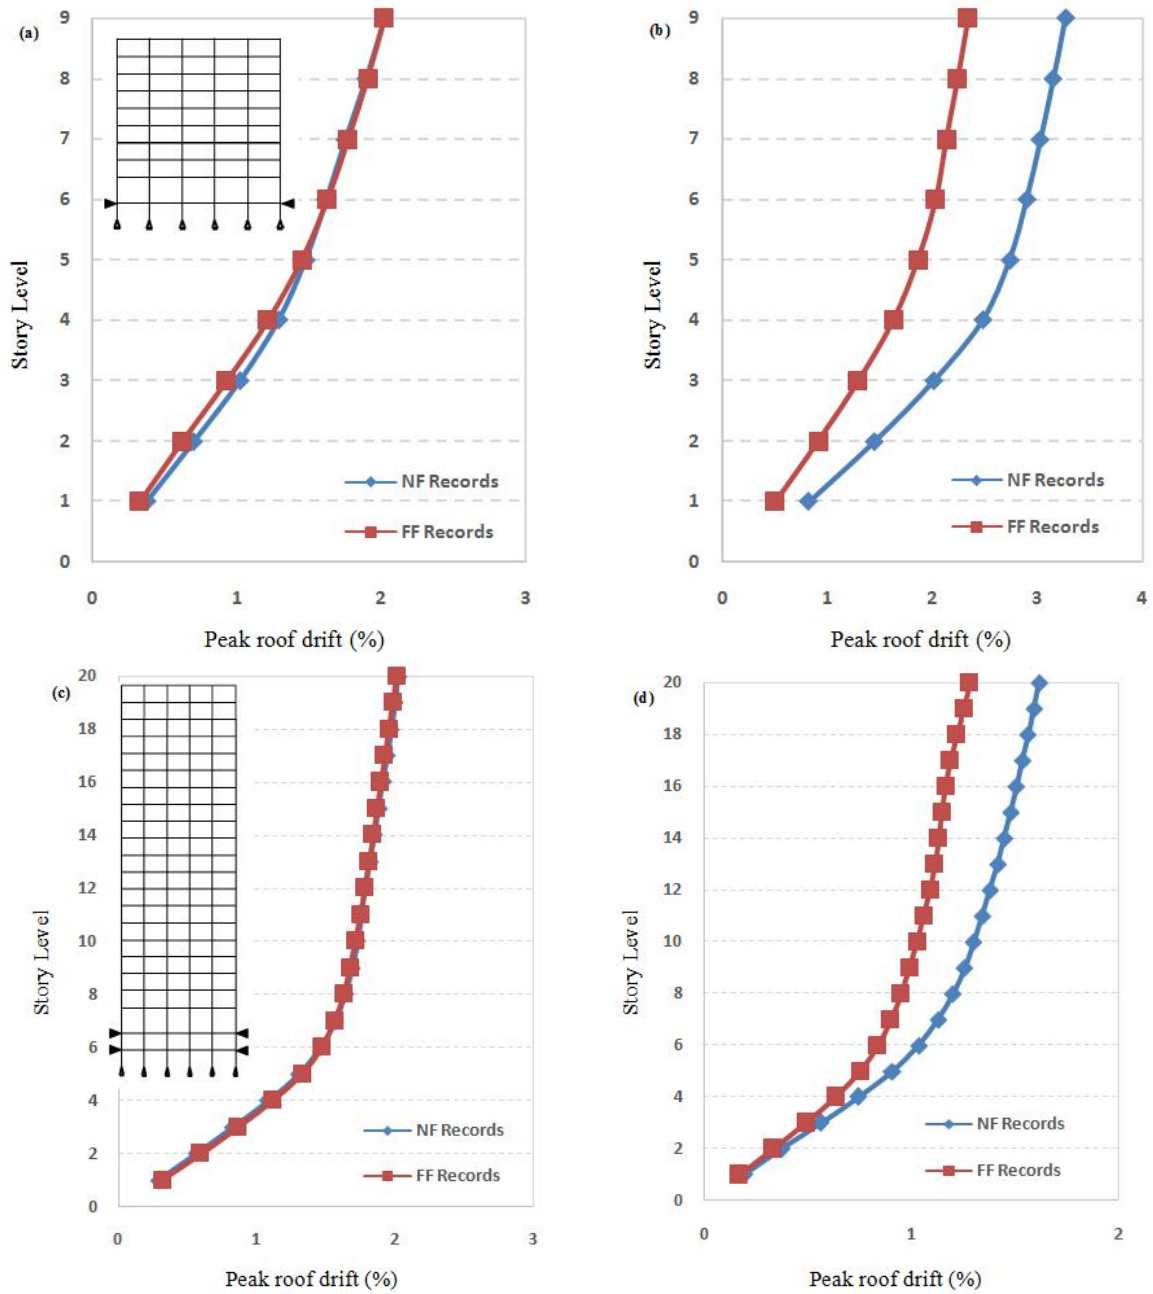 (a)
9
8
7
6
5
4
3
2
1
0
Story Level
NF Records
FF Records
0 1 2 3
Peak roof drift (%)
(b)
9
8
7
6
5
4
3
2
1
0
Story Level
NF Records
FF Records
0 1 2 3 4
Peak roof drift (%)
(c)
20
18
16
14
12
10
8
6
4
2
0
Story Level
NF Records
FF Records
0 1 2 3
Peak roof drift (%)
(d)
20
18
16
14
12
10
8
6
4
2
0
Story Level
NF Records
FF Records
0 1 2
Peak roof drift (%)